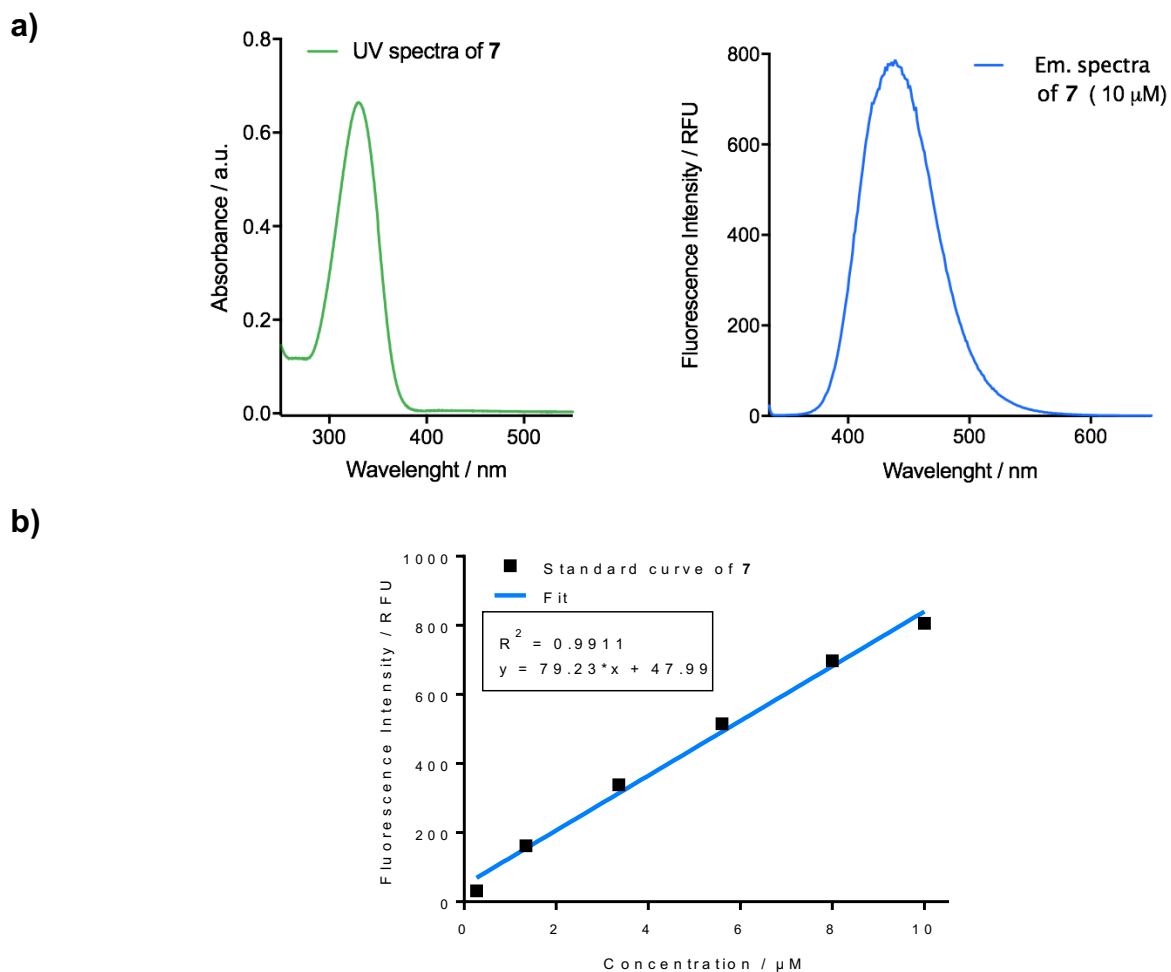 a)
UV spectra of 7
0.8
0.6
0.4
0.2
0.0
Absorbance / a.u.
300 400 500
Wavelenght / nm
Em. spectra
of 7 ( 10 µM)
800
600
400
200
0
Fluorescence Intensity / RFU
400 500 600
Wavelenght / nm
b)
Standard curve of 7
Fit
R2 = 0.9911
y = 79.23*x + 47.99
1000
800
600
400
200
0
Fluorescence Intensity / RFU
0 2 4 6 8 10
Concentration / µM